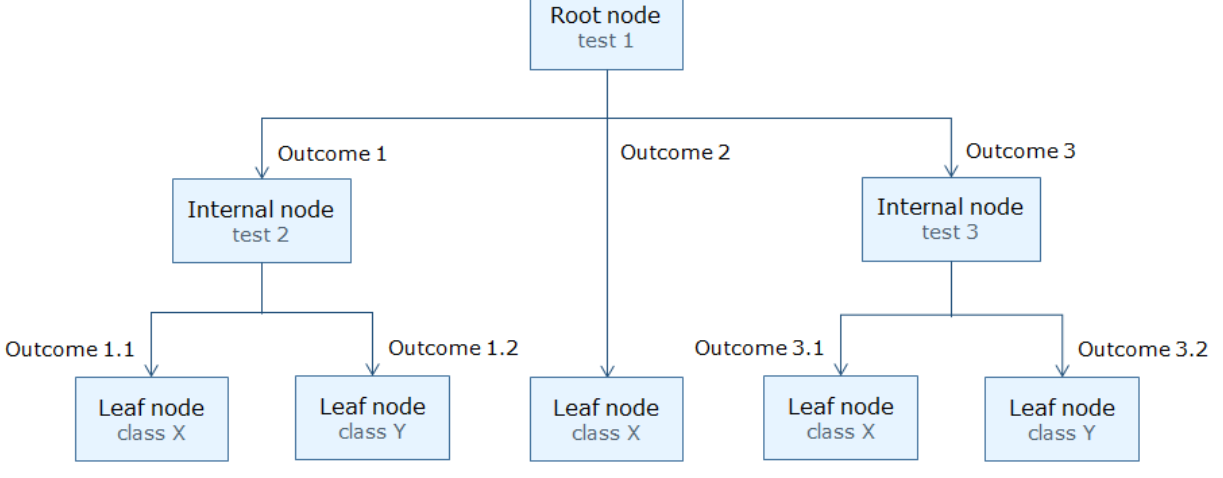 Root node
test 1
Outcome 1
Outcome 2
Outcome 3
Internal node
test 2
Internal node
test 3
Outcome 1.1
Outcome 1.2
Outcome 3.1
Outcome 3.2
Leaf node
class X
Leaf node
class Y
Leaf node
class X
Leaf node
class X
Leaf node
class Y